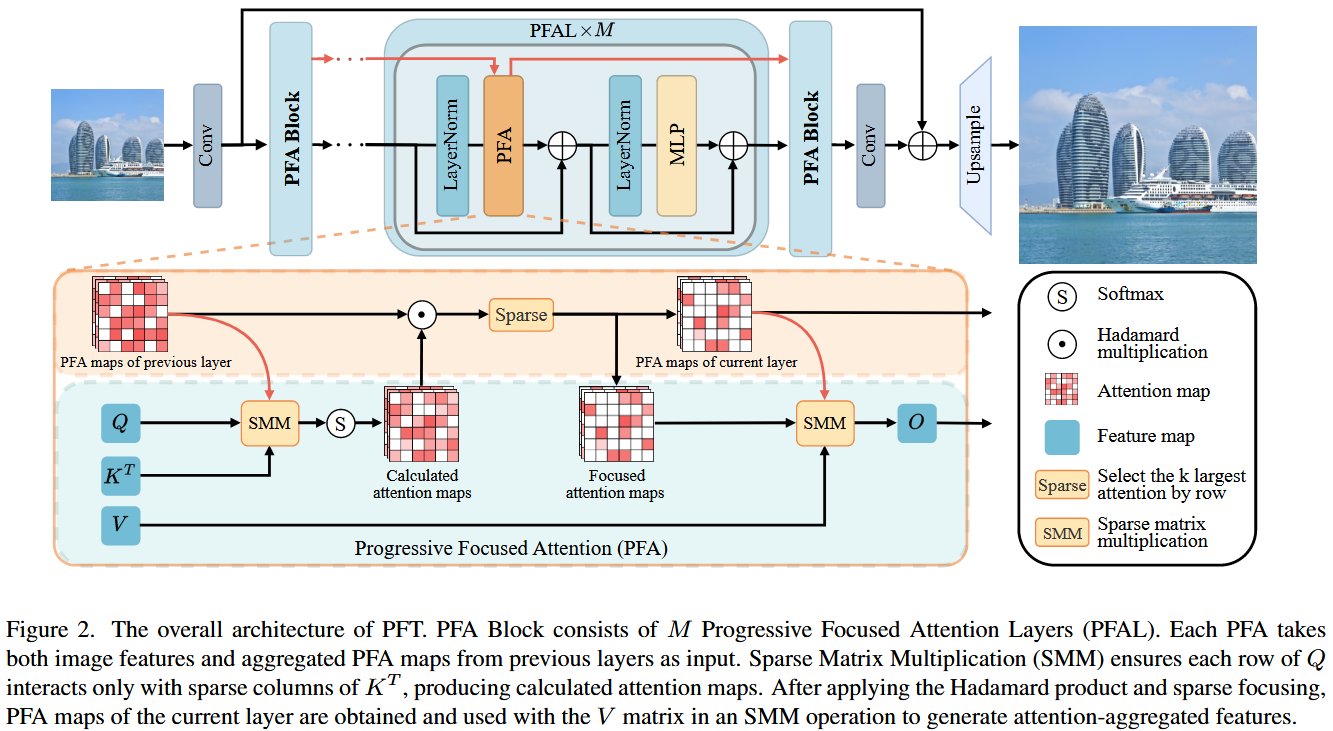 PFAL × M
Conv
PFA Block
LayerNorm
PFA
LayerNorm
MLP
PFA Block
Conv
Upsample
PFA maps of previous layer
Sparse
PFA maps of current layer
Q
K^T
V
SMM
S
Calculated
attention maps
Focused
attention maps
SMM
O
Progressive Focused Attention (PFA)
S Softmax
Hadamard
multiplication
Attention map
Feature map
Sparse Select the k largest
attention by row
SMM Sparse matrix
multiplication
Figure 2. The overall architecture of PFT. PFA Block consists of M Progressive Focused Attention Layers (PFAL). Each PFA takes
both image features and aggregated PFA maps from previous layers as input. Sparse Matrix Multiplication (SMM) ensures each row of Q
interacts only with sparse columns of K^T, producing calculated attention maps. After applying the Hadamard product and sparse focusing,
PFA maps of the current layer are obtained and used with the V matrix in an SMM operation to generate attention-aggregated features.